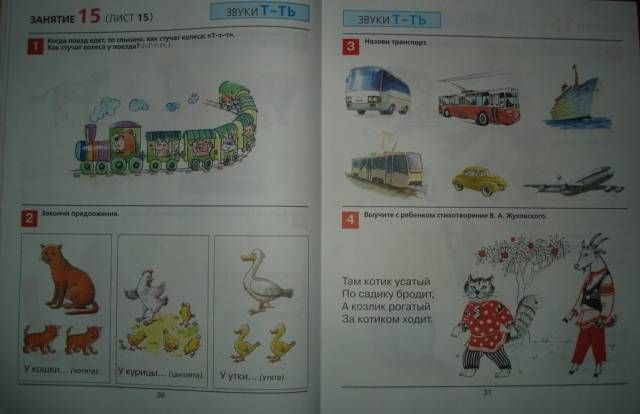 ЗАНЯТИЕ 15 (ЛИСТ 15)
ЗВУКИ Т–ТЬ
1 Когда поезд едет, то слышно, как стучат колеса: «Т-т-т».
Как стучат колеса у поезда? («Т-т-т».)
2 Закончи предложения.
У кошки... (котята).
У курицы... (цыплята).
У утки... (утята).
30
ЗВУКИ Т–ТЬ
3 Назови транспорт.
4 Выучите с ребенком стихотворение В. А. Жуковского.
Там котик усатый
По садику бродит,
А козлик рогатый
За котиком ходит.
31